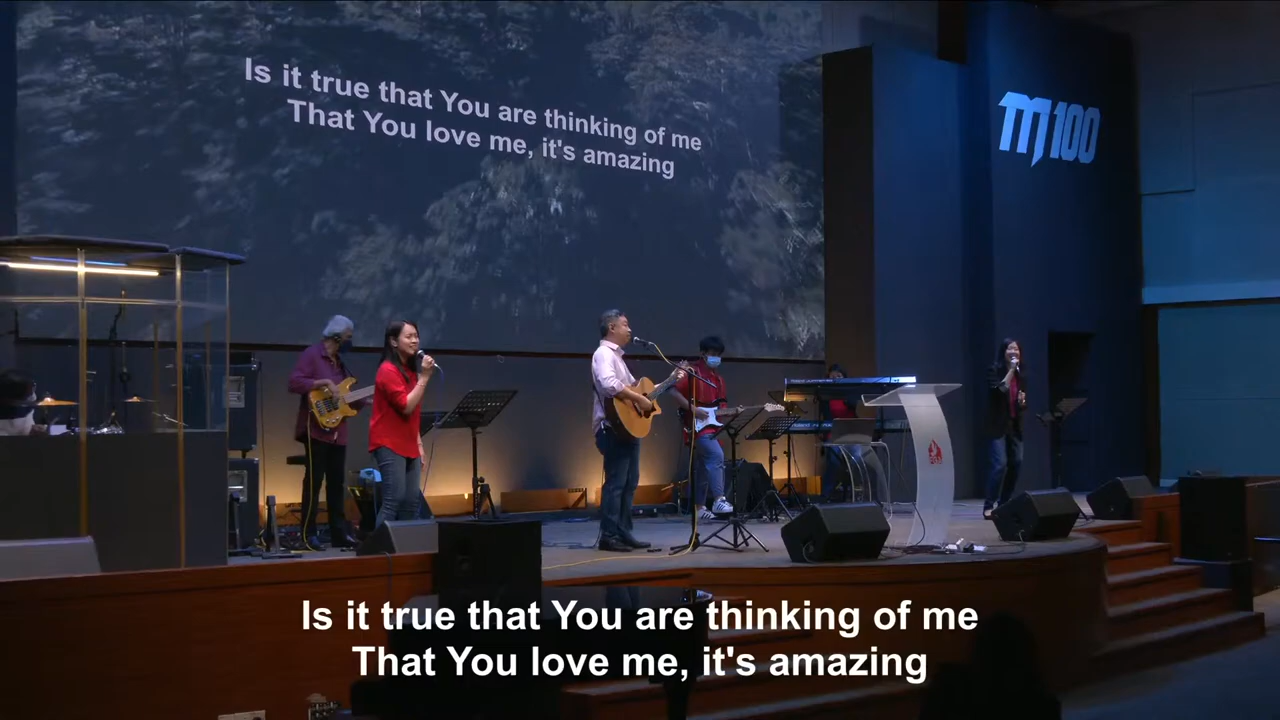 Is it true that You are thinking of me
That You love me, it's amazing
M100
Is it true that You are thinking of me
That You love me, it's amazing